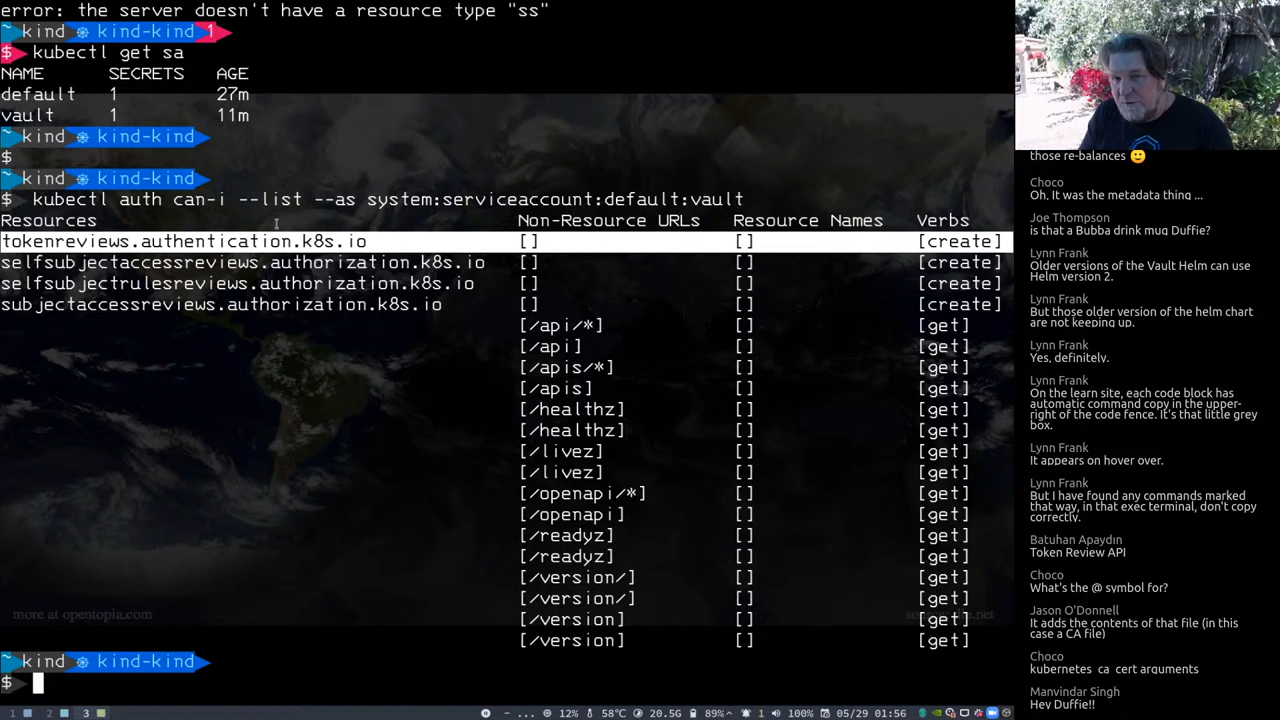 error: the server doesn't have a resource type "ss"
~ kind ⎈ kind-kind 1
$ kubectl get sa
NAME SECRETS AGE
default 1 27m
vault 1 11m
~ kind ⎈ kind-kind
$
~ kind ⎈ kind-kind
$ kubectl auth can-i --list --as system:serviceaccount:default:vault
Resources Non-Resource URLs Resource Names Verbs
tokenreviews.authentication.k8s.io [] [] [create]
selfsubjectaccessreviews.authorization.k8s.io [] [] [create]
selfsubjectrulesreviews.authorization.k8s.io [] [] [create]
subjectaccessreviews.authorization.k8s.io [] [] [create]
[/api/*] [] [get]
[/api] [] [get]
[/apis/*] [] [get]
[/apis] [] [get]
[/healthz] [] [get]
[/healthz] [] [get]
[/livez] [] [get]
[/livez] [] [get]
[/openapi/*] [] [get]
[/openapi] [] [get]
[/readyz] [] [get]
[/readyz] [] [get]
[/version/] [] [get]
[/version/] [] [get]
[/version] [] [get]
[/version] [] [get]
more at opentopia.com
~ kind ⎈ kind-kind
$
1 2 3
– ... 12% 58°C 20.5G 89% 1 100% 05/29 01:56
those re-balances 🙂
Choco
Oh, It was the metadata thing ...
Joe Thompson
is that a Bubba drink mug Duffie?
Lynn Frank
Older versions of the Vault Helm can use
Helm version 2.
Lynn Frank
But those older version of the helm chart
are not keeping up.
Lynn Frank
Yes, definitely.
Lynn Frank
On the learn site, each code block has
automatic command copy in the upper-
right of the code fence. It's that little grey
box.
Lynn Frank
It appears on hover over.
Lynn Frank
But I have found any commands marked
that way, in that exec terminal, don't copy
correctly.
Batuhan Apaydın
Token Review API
Choco
What's the @ symbol for?
Jason O'Donnell
It adds the contents of that file (in this
case a CA file)
Choco
kubernetes ca cert arguments
Manvindar Singh
Hey Duffie!!